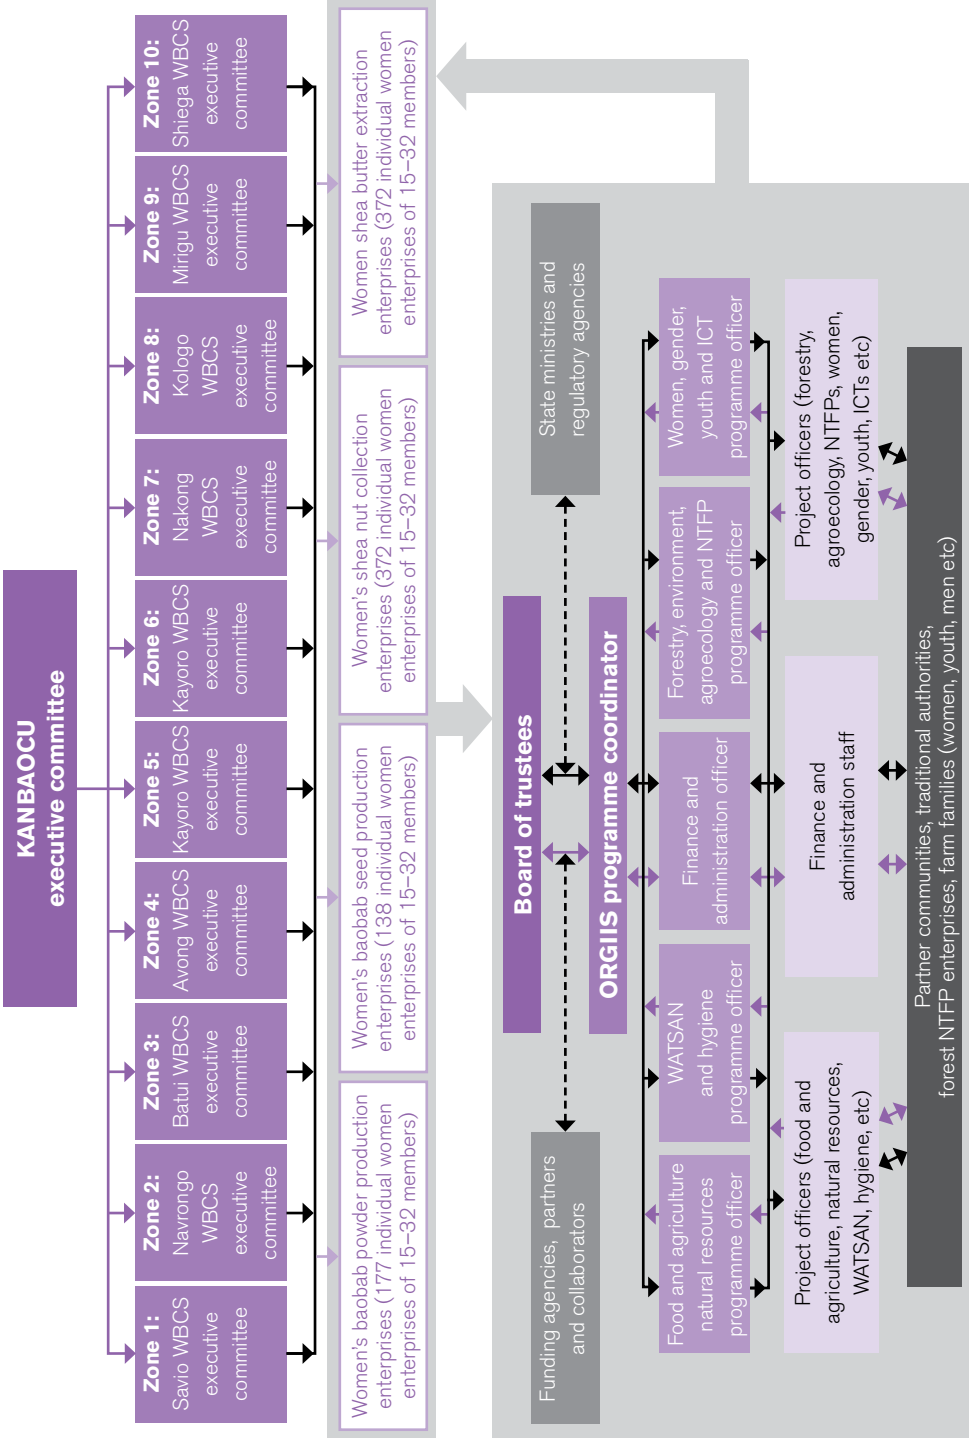 KANBAOCU
executive committee
Zone 1:
Savio WBCS
executive
committee
Zone 2:
Navrongo
WBCS
executive
committee
Zone 3:
Batui WBCS
executive
committee
Zone 4:
Avong WBCS
executive
committee
Zone 5:
Kayoro WBCS
executive
committee
Zone 6:
Kayoro WBCS
executive
committee
Zone 7:
Nakong
WBCS
executive
committee
Zone 8:
Kologo
WBCS
executive
committee
Zone 9:
Mirigu WBCS
executive
committee
Zone 10:
Shiega WBCS
executive
committee
Women's baobab powder production
enterprises (177 individual women
enterprises of 15–32 members)
Women's baobab seed production
enterprises (138 individual women
enterprises of 15–32 members)
Women's shea nut collection
enterprises (372 individual women
enterprises of 15–32 members)
Women shea butter extraction
enterprises (372 individual women
enterprises of 15–32 members)
Board of trustees
Funding agencies, partners
and collaborators
State ministries and
regulatory agencies
ORGIIS programme coordinator
Food and agriculture
natural resources
programme officer
WATSAN
and hygiene
programme officer
Finance and
administration officer
Forestry, environment,
agroecology and NTFP
programme officer
Women, gender,
youth and ICT
programme officer
Project officers (food and
agriculture, natural resources,
WATSAN, hygiene, etc)
Finance and
administration staff
Project officers (forestry,
agroecology, NTFPs, women,
gender, youth, ICTs etc)
Partner communities, traditional authorities,
forest NTFP enterprises, farm families (women, youth, men etc)